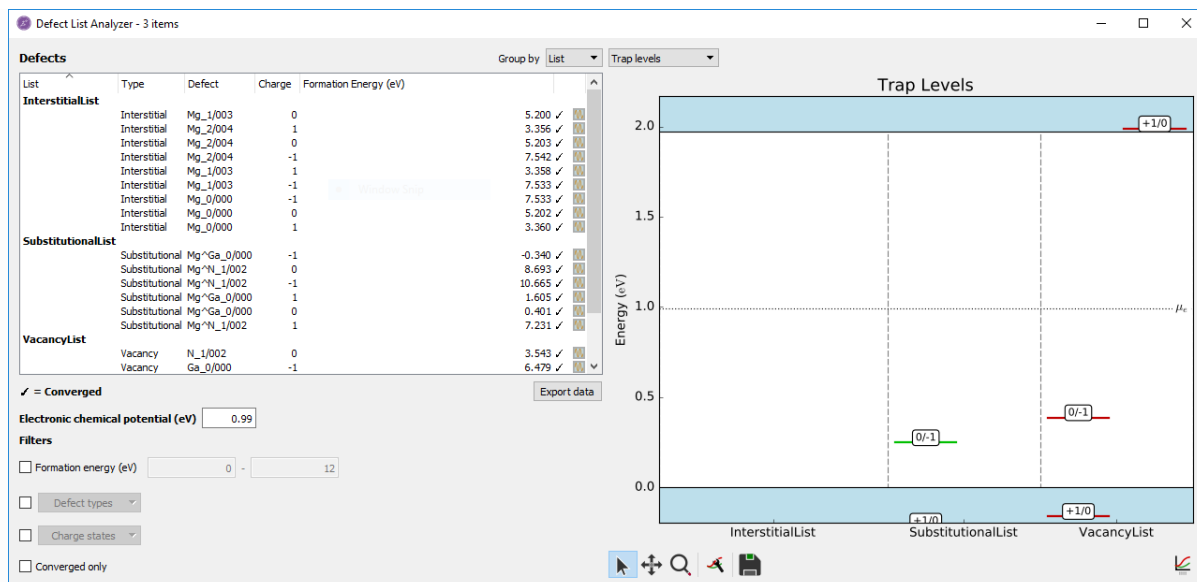 Defect List Analyzer - 3 items
Defects
Group by List Trap levels
List Type Defect Charge Formation Energy (eV)
InterstitialList
Interstitial Mg_1/003 0 5.200 ✓
Interstitial Mg_2/004 1 3.356 ✓
Interstitial Mg_2/004 0 5.203 ✓
Interstitial Mg_2/004 -1 7.542 ✓
Interstitial Mg_1/003 1 3.358 ✓
Interstitial Mg_1/003 -1 7.533 ✓
Interstitial Mg_0/000 -1 7.533 ✓
Interstitial Mg_0/000 0 5.202 ✓
Interstitial Mg_0/000 1 3.360 ✓
SubstitutionalList
Substitutional Mg^Ga_0/000 -1 -0.340 ✓
Substitutional Mg^N_1/002 0 8.693 ✓
Substitutional Mg^N_1/002 -1 10.665 ✓
Substitutional Mg^Ga_0/000 1 1.605 ✓
Substitutional Mg^Ga_0/000 0 0.401 ✓
Substitutional Mg^N_1/002 1 7.231 ✓
VacancyList
Vacancy N_1/002 0 3.543 ✓
Vacancy Ga_0/000 -1 6.479 ✓
✓ = Converged
Export data
Electronic chemical potential (eV) 0.99
Filters
Formation energy (eV) 0 - 12
Defect types
Charge states
Converged only
Trap Levels
2.0
+1/0
1.5
1.0
μe
Energy (eV)
0.5
0/-1
0/-1
0.0
+1/0
+1/0
InterstitialList SubstitutionalList VacancyList